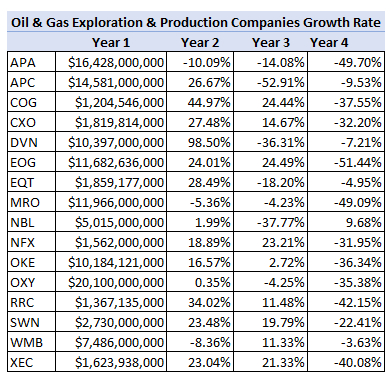 Oil & Gas Exploration & Production Companies Growth Rate
Year 1 Year 2 Year 3 Year 4
APA $16,428,000,000 -10.09% -14.08% -49.70%
APC $14,581,000,000 26.67% -52.91% -9.53%
COG $1,204,546,000 44.97% 24.44% -37.55%
CXO $1,819,814,000 27.48% 14.67% -32.20%
DVN $10,397,000,000 98.50% -36.31% -7.21%
EOG $11,682,636,000 24.01% 24.49% -51.44%
EQT $1,859,177,000 28.49% -18.20% -4.95%
MRO $11,966,000,000 -5.36% -4.23% -49.09%
NBL $5,015,000,000 1.99% -37.77% 9.68%
NFX $1,562,000,000 18.89% 23.21% -31.95%
OKE $10,184,121,000 16.57% 2.72% -36.34%
OXY $20,100,000,000 0.35% -4.25% -35.38%
RRC $1,367,135,000 34.02% 11.48% -42.15%
SWN $2,730,000,000 23.48% 19.79% -22.41%
WMB $7,486,000,000 -8.36% 11.33% -3.63%
XEC $1,623,938,000 23.04% 21.33% -40.08%